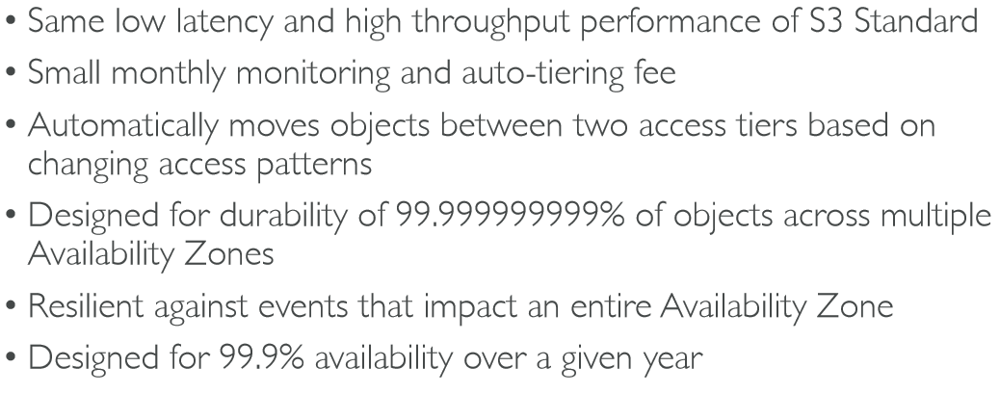 • Same low latency and high throughput performance of S3 Standard
• Small monthly monitoring and auto-tiering fee
• Automatically moves objects between two access tiers based on
changing access patterns
• Designed for durability of 99.999999999% of objects across multiple
Availability Zones
• Resilient against events that impact an entire Availability Zone
• Designed for 99.9% availability over a given year